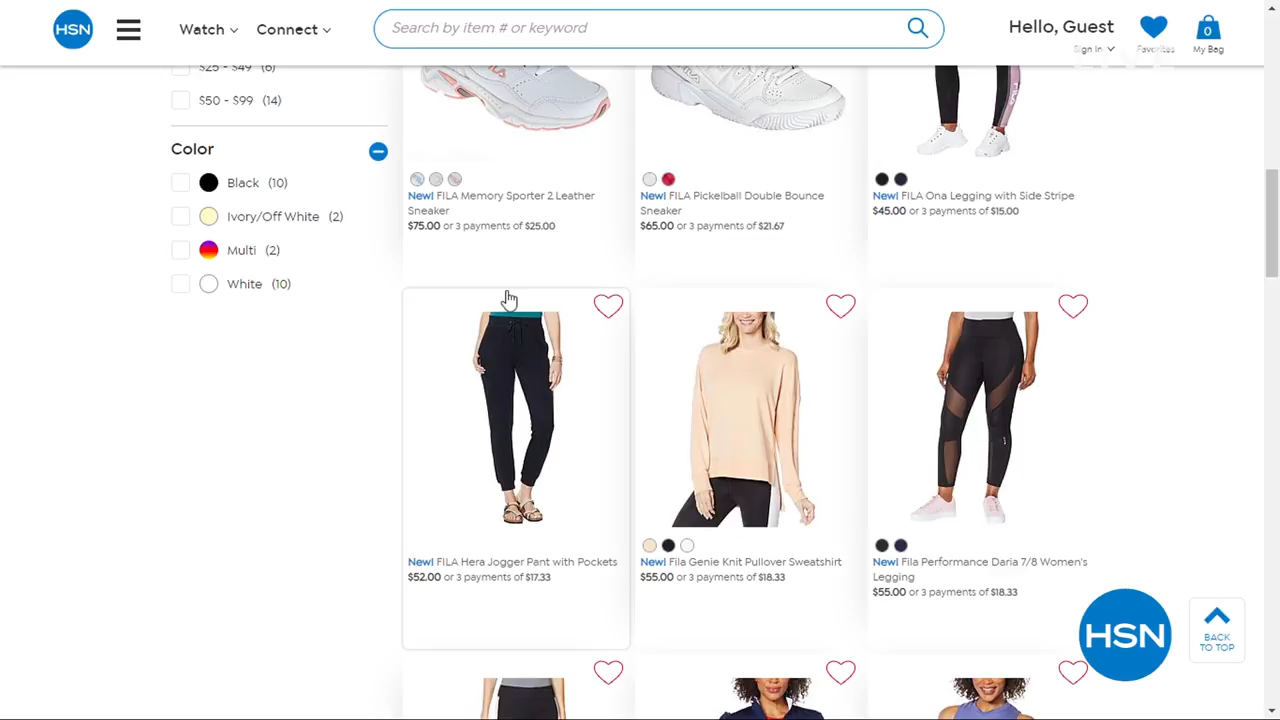 HSN
Watch
Connect
Search by item # or keyword
Hello, Guest
Sign In
Favorites
0
My Bag
$25 - $49 (6)
$50 - $99 (14)
Color
Black (10)
Ivory/Off White (2)
Multi (2)
White (10)
New! FILA Memory Sporter 2 Leather
Sneaker
$75.00 or 3 payments of $25.00
New! FILA Pickelball Double Bounce
Sneaker
$65.00 or 3 payments of $21.67
New! FILA Ona Legging with Side Stripe
$45.00 or 3 payments of $15.00
New! FILA Hera Jogger Pant with Pockets
$52.00 or 3 payments of $17.33
New! Fila Genie Knit Pullover Sweatshirt
$55.00 or 3 payments of $18.33
New! Fila Performance Daria 7/8 Women's
Legging
$55.00 or 3 payments of $18.33
HSN
BACK
TO TOP